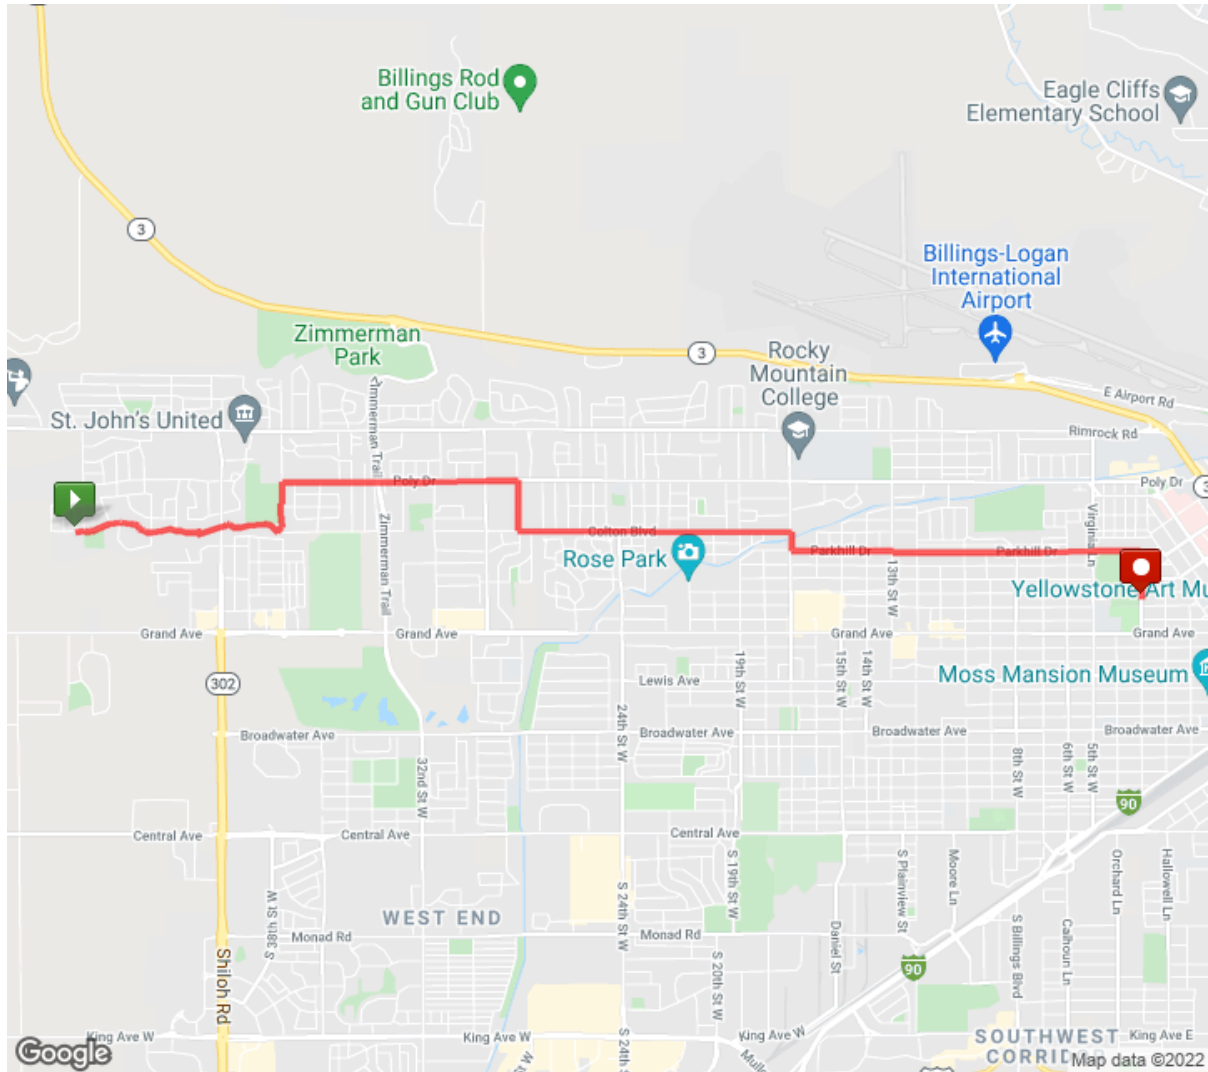 Billings Rod
and Gun Club
Eagle Cliffs
Elementary School
3
Billings-Logan
International
Airport
Zimmerman
Park
3
Rocky
Mountain
College
E Airport Rd
St. John's United
Rimrock Rd
Zimmerman Trail
Poly Dr
Poly Dr
3
Virginia Ln
Zimmerman Trail
Colton Blvd
Rose Park
Parkhill Dr
Parkhill Dr
13th St W
Yellowstone Art Mu
Grand Ave
Grand Ave
Grand Ave
Grand Ave
302
Lewis Ave
19th St W
15th St W
14th St W
Moss Mansion Museum
24th St W
Broadwater Ave
Broadwater Ave
Broadwater Ave
Broadwater Ave
32nd St W
8th St W
6th St W
5th St W
90
Central Ave
Central Ave
Central Ave
S 38th St W
WEST END
S 24th St W
S 19th St W
S Plainview St
Moore Ln
Orchard Ln
Hallowell Ln
Monad Rd
Monad Rd
Daniel St
S Billings Blvd
Calhoun Ln
Shiloh Rd
S 20th St W
90
King Ave W
S 24th St
King Ave W
SOUTHWEST
CORRID
King Ave E
Google
Map data ©2022